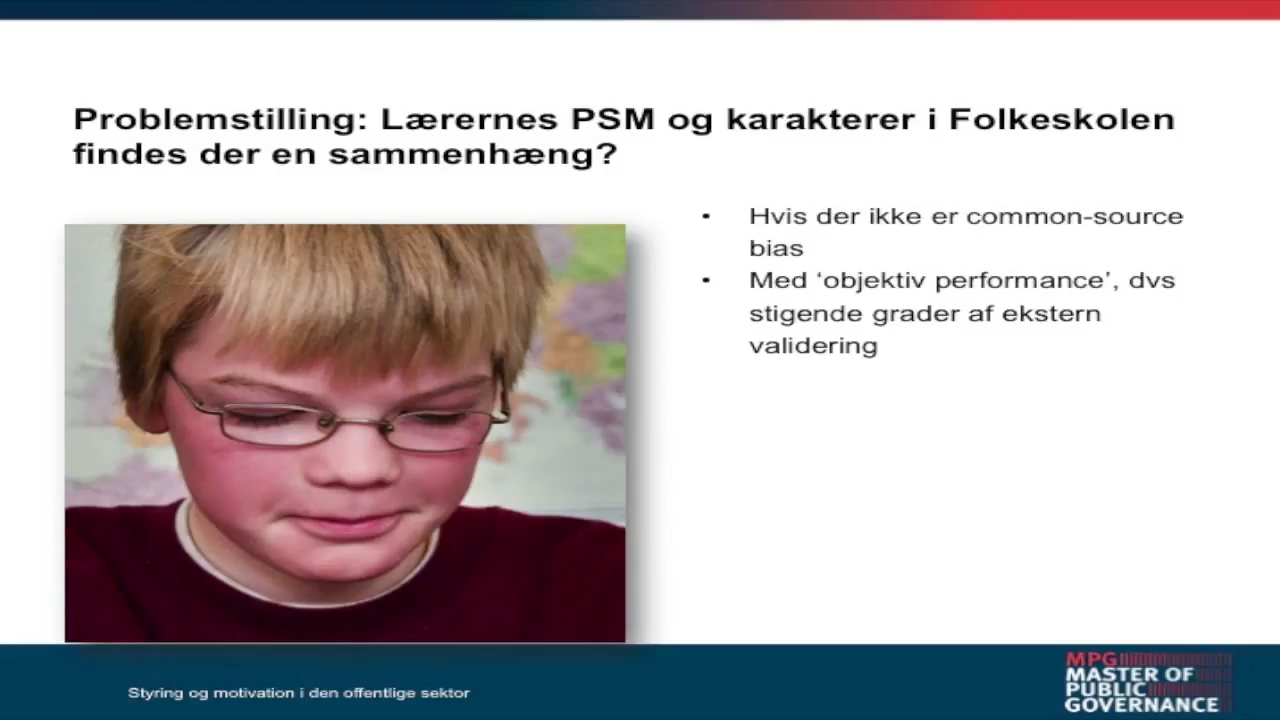 Problemstilling: Lærernes PSM og karakterer i Folkeskolen
findes der en sammenhæng?
• Hvis der ikke er common-source
bias
• Med ‘objektiv performance’, dvs
stigende grader af ekstern
validering
Styring og motivation i den offentlige sektor
MPG
MASTER OF
PUBLIC
GOVERNANCE